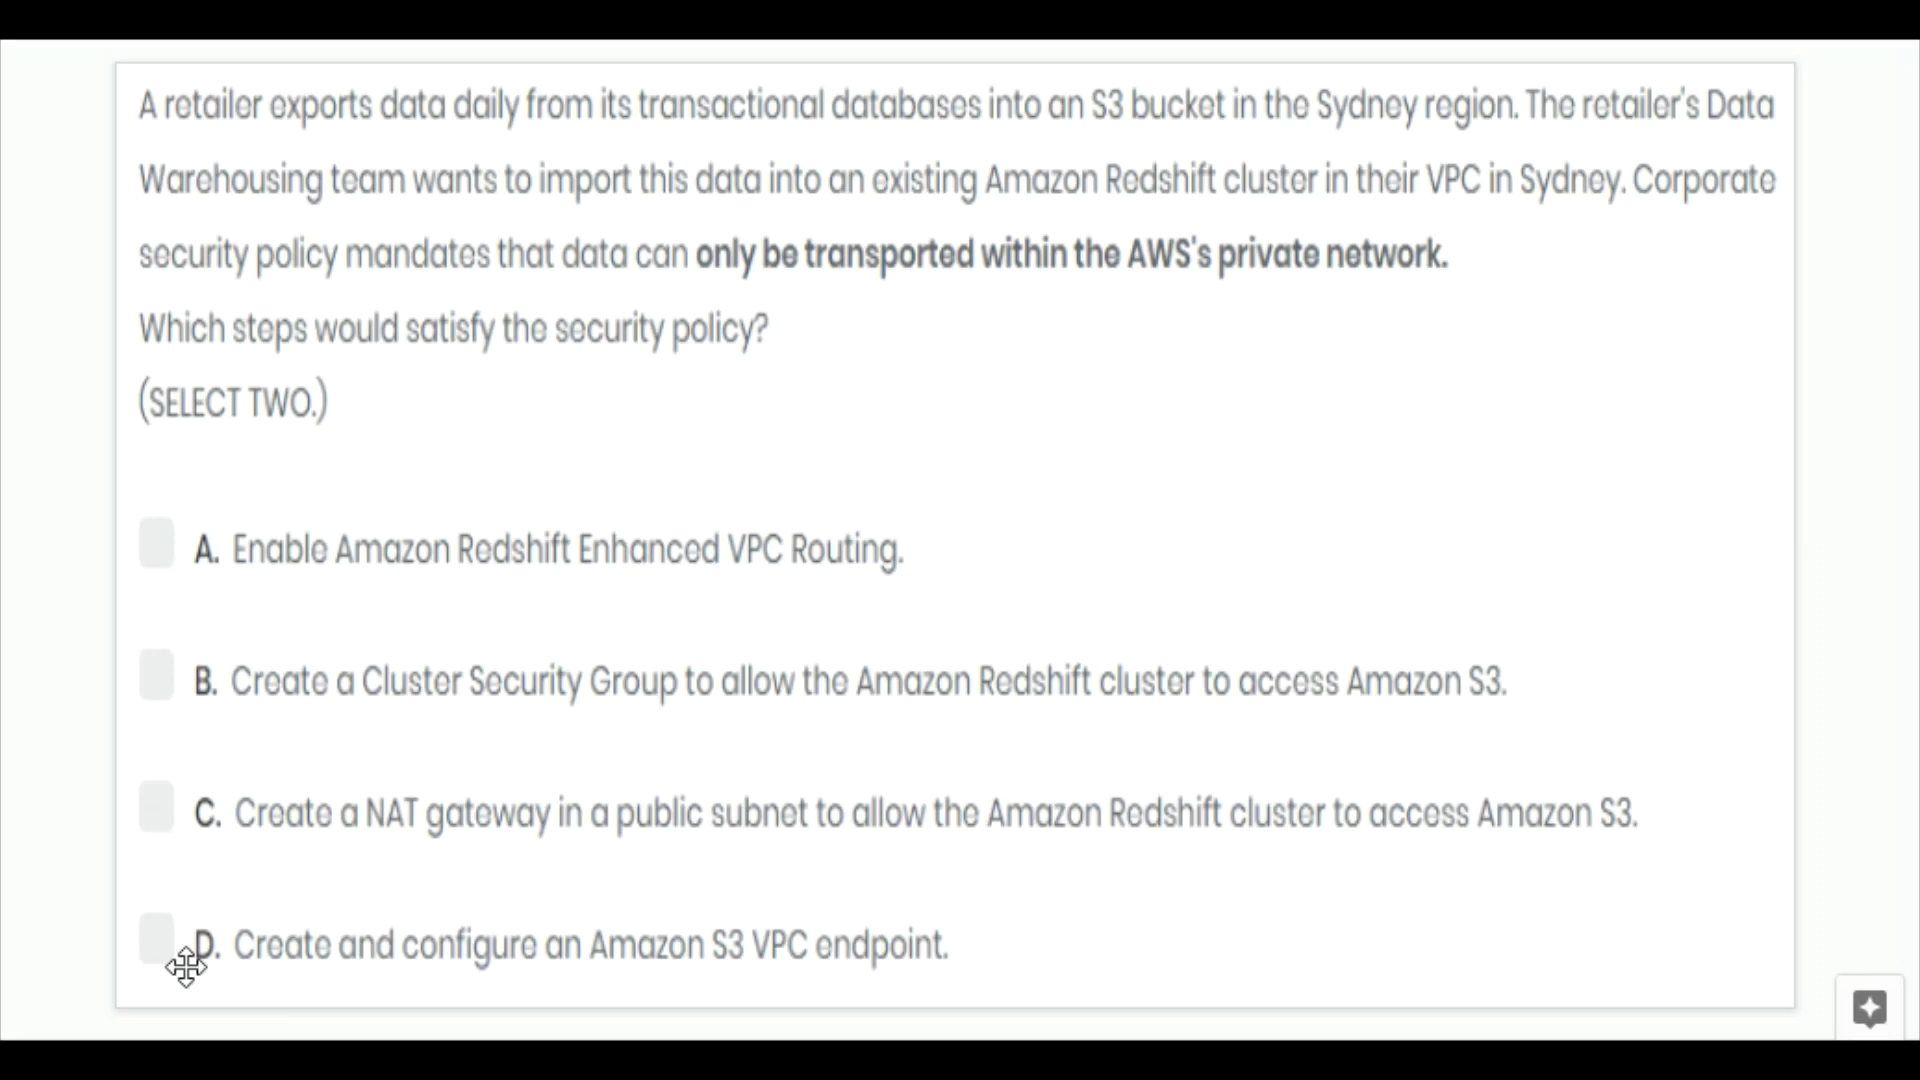 A retailer exports data daily from its transactional databases into an S3 bucket in the Sydney region. The retailer's Data
Warehousing team wants to import this data into an existing Amazon Redshift cluster in their VPC in Sydney. Corporate
security policy mandates that data can only be transported within the AWS's private network.
Which steps would satisfy the security policy?
(SELECT TWO.)
A. Enable Amazon Redshift Enhanced VPC Routing.
B. Create a Cluster Security Group to allow the Amazon Redshift cluster to access Amazon S3.
C. Create a NAT gateway in a public subnet to allow the Amazon Redshift cluster to access Amazon S3.
D. Create and configure an Amazon S3 VPC endpoint.